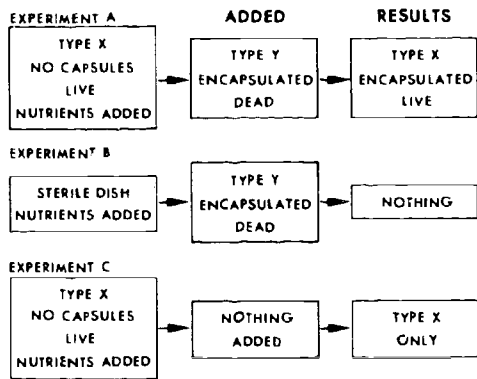 EXPERIMENT A
ADDED
RESULTS
TYPE X
NO CAPSULES
LIVE
NUTRIENTS ADDED
TYPE Y
ENCAPSULATED
DEAD
TYPE X
ENCAPSULATED
LIVE
EXPERIMENT B
STERILE DISH
NUTRIENTS ADDED
TYPE Y
ENCAPSULATED
DEAD
NOTHING
EXPERIMENT C
TYPE X
NO CAPSULES
LIVE
NUTRIENTS ADDED
NOTHING
ADDED
TYPE X
ONLY